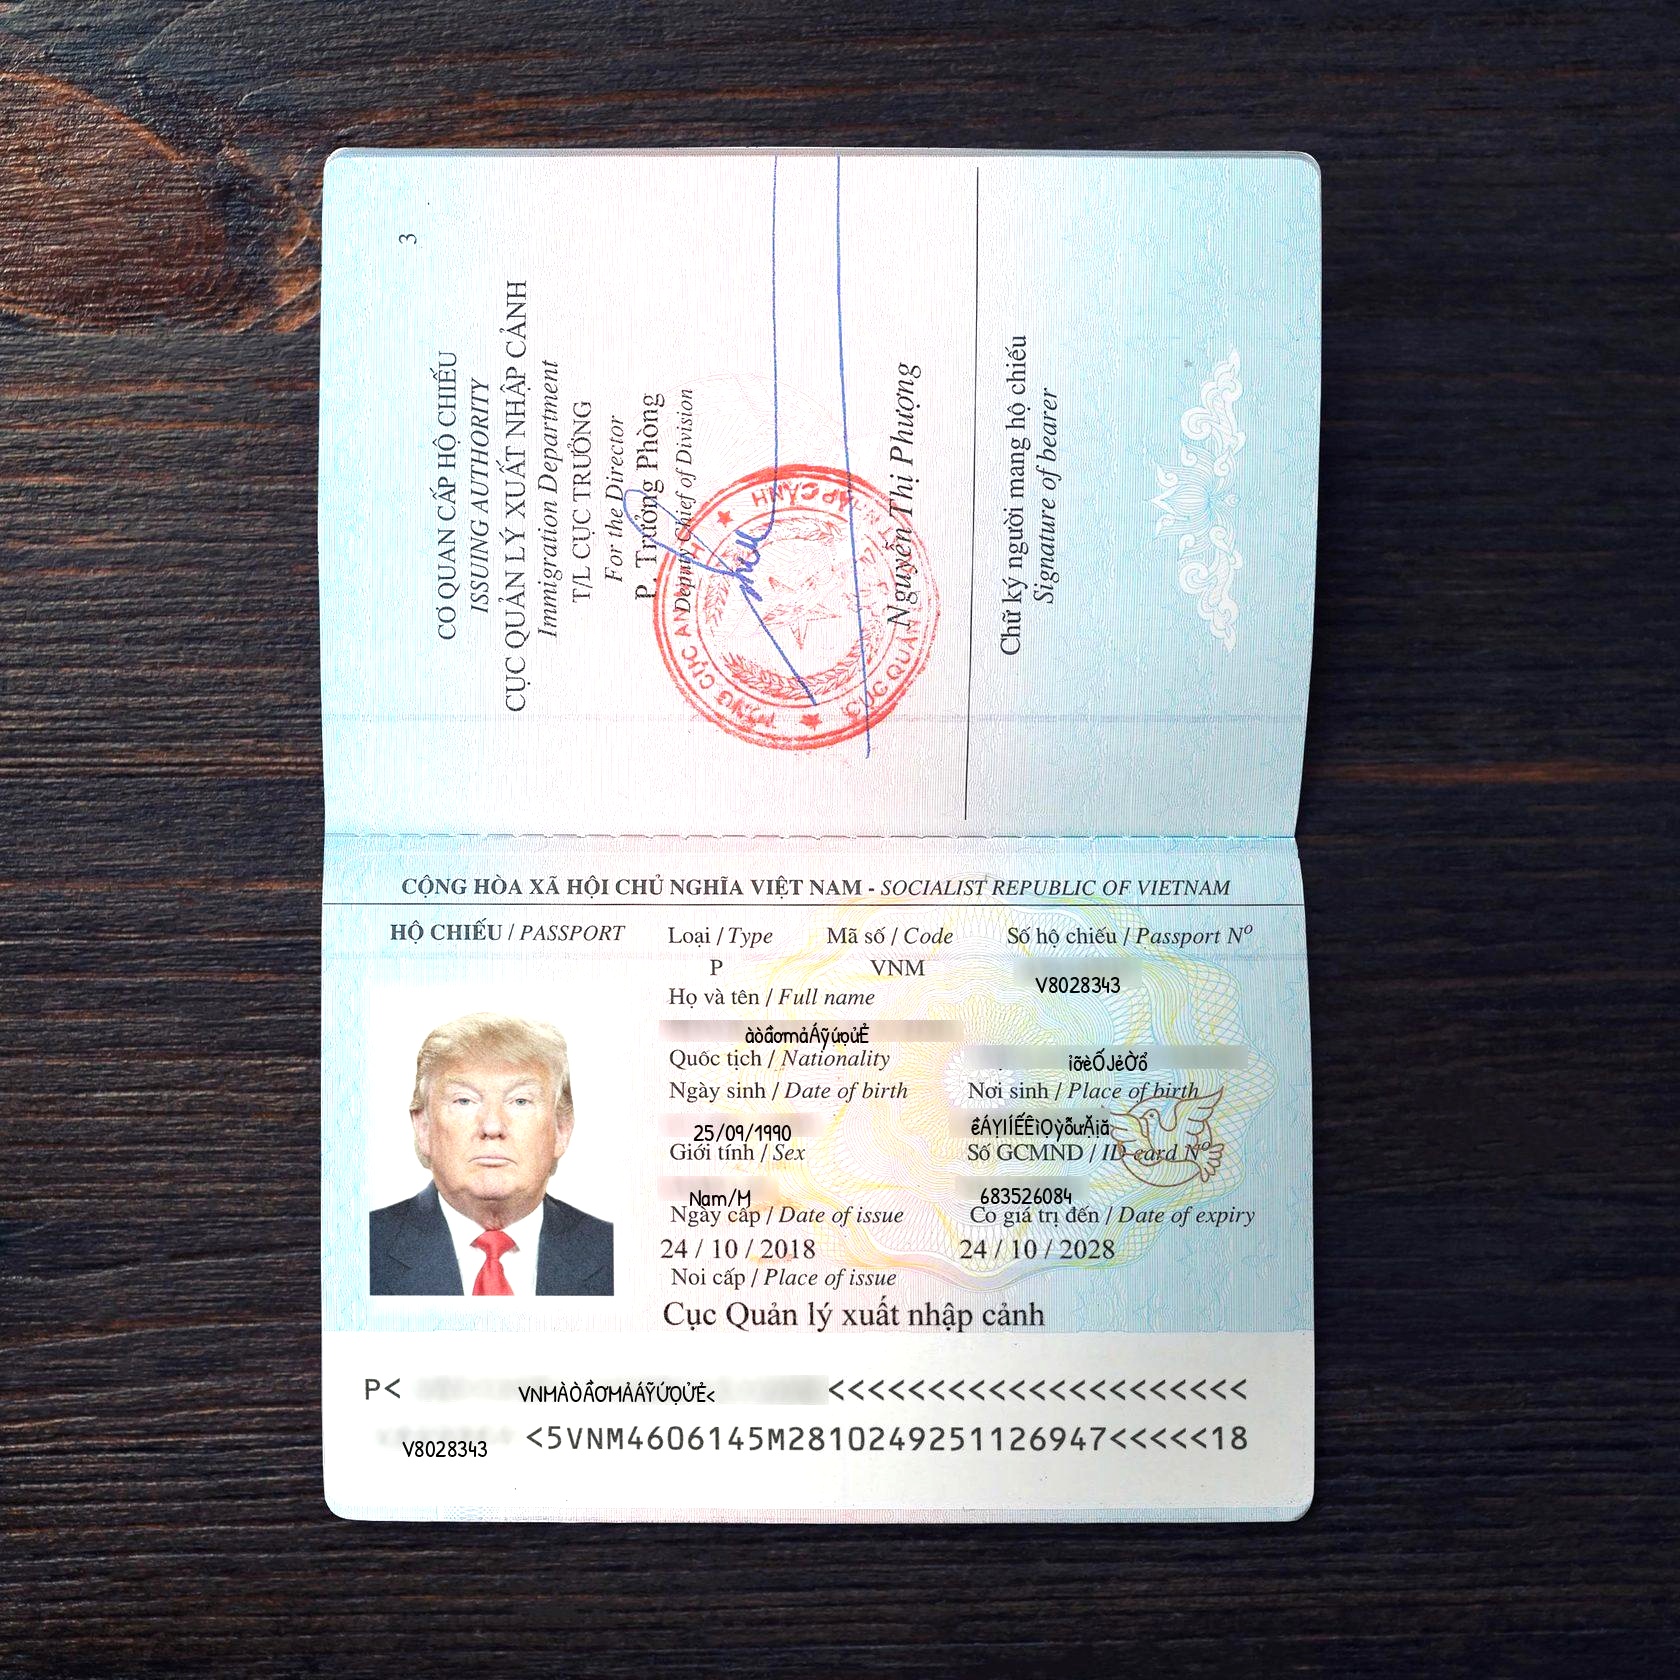 3
CƠ QUAN CẤP HỘ CHIẾU
ISSUING AUTHORITY
CỤC QUẢN LÝ XUẤT NHẬP CẢNH
Immigration Department
T/L CỤC TRƯỞNG
For the Director
P. Trưởng Phòng
Deputy Chief of Division
Nguyễn Thị Phượng
Chữ ký người mang hộ chiếu
Signature of bearer
CỘNG HÒA XÃ HỘI CHỦ NGHĨA VIỆT NAM - SOCIALIST REPUBLIC OF VIETNAM
HỘ CHIẾU / PASSPORT Loại / Type Mã số / Code Số hộ chiếu / Passport Nº
P VNM V8028343
Họ và tên / Full name
àòẫơmảÁỹúọửẺ
Quốc tịch / Nationality ỉõèỐJẻỜổ
Ngày sinh / Date of birth Nơi sinh / Place of birth
25/09/1990
Giới tính / Sex Số GCMND / ID card Nº
Nam/M 683526084
Ngày cấp / Date of issue Có giá trị đến / Date of expiry
24 / 10 / 2018 24 / 10 / 2028
Noi cấp / Place of issue
Cục Quản lý xuất nhập cảnh
P< VNMÀÒẪƠMẢÁỸÚỌỬẺ< <<<<<<<<<<<<<<<<<<<<<<
V8028343 <5VNM4606145M2810249251126947<<<<<18